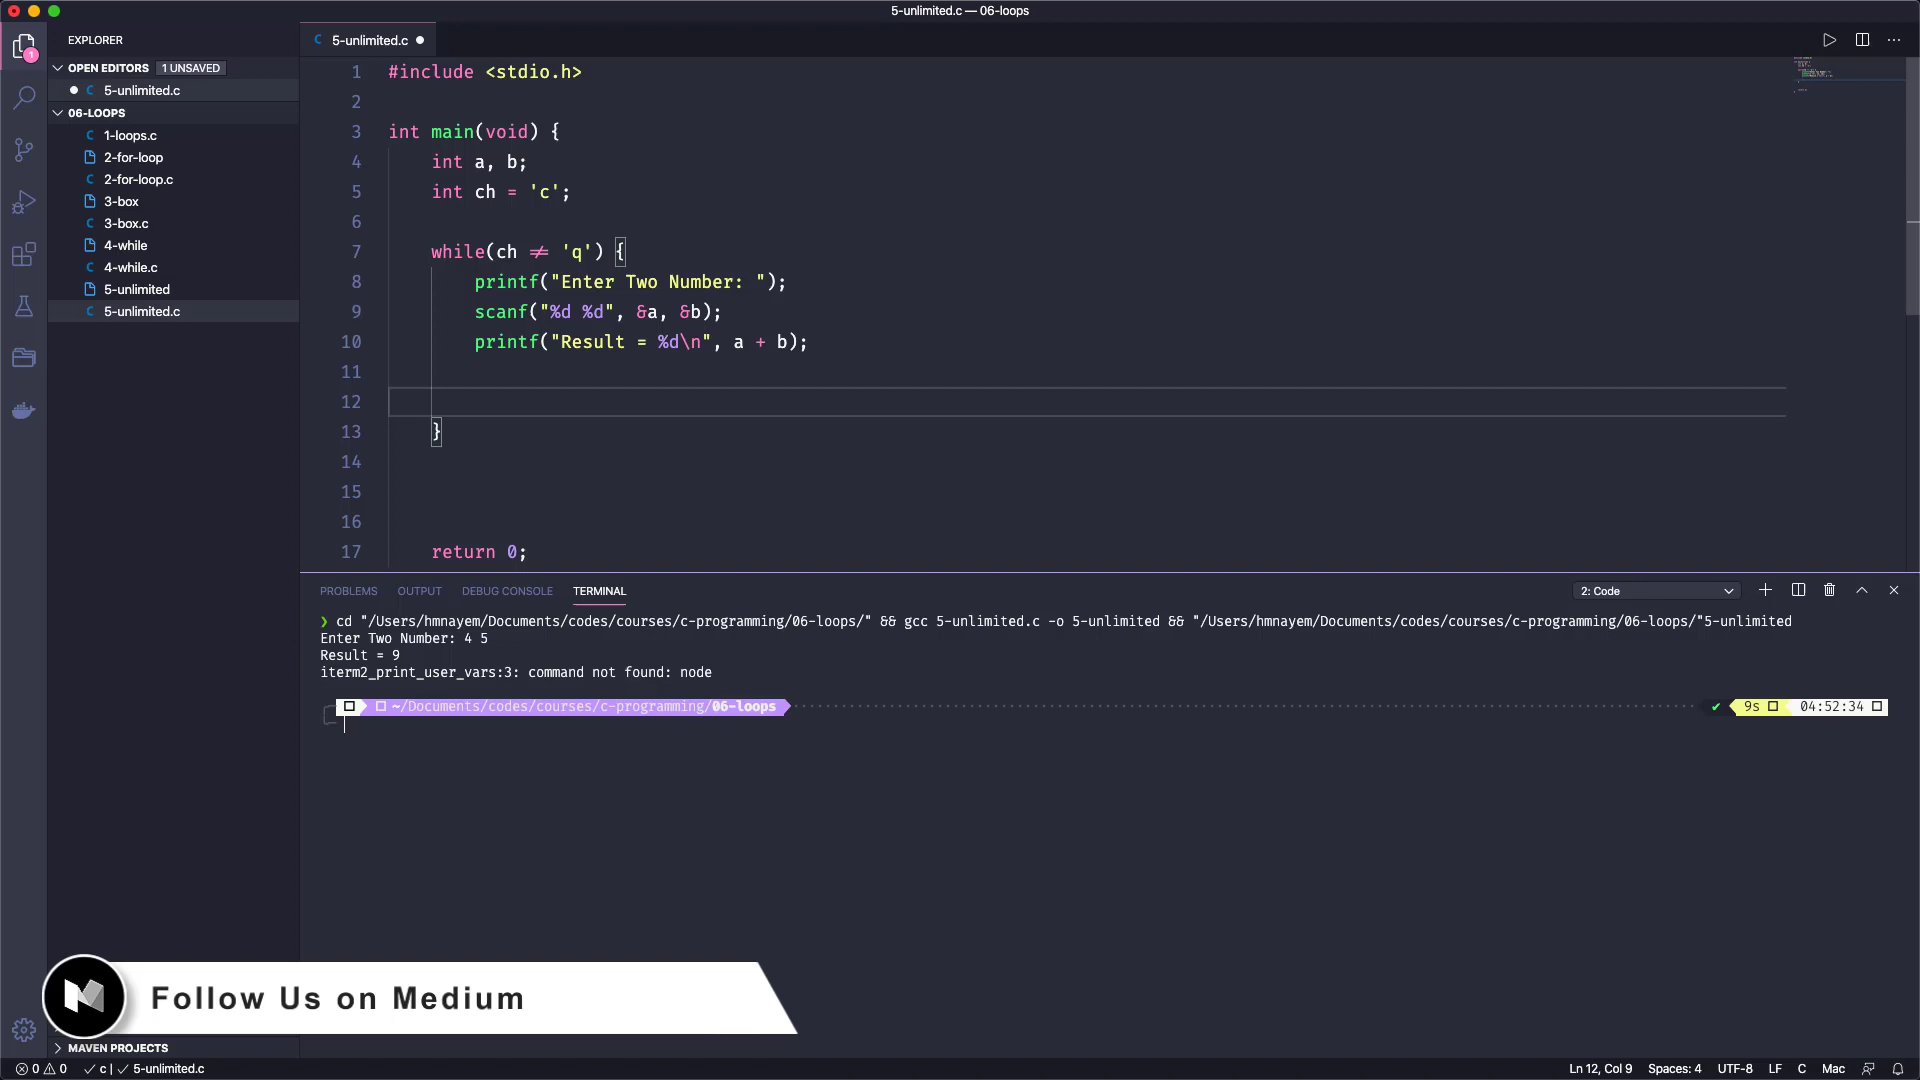 5-unlimited.c — 06-loops
EXPLORER
OPEN EDITORS 1 UNSAVED
5-unlimited.c
06-LOOPS
1-loops.c
2-for-loop
2-for-loop.c
3-box
3-box.c
4-while
4-while.c
5-unlimited
5-unlimited.c
MAVEN PROJECTS
1
5-unlimited.c
1 #include <stdio.h>
2
3 int main(void) {
4 int a, b;
5 int ch = 'c';
6
7 while(ch ≠ 'q') {
8 printf("Enter Two Number: ");
9 scanf("%d %d", &a, &b);
10 printf("Result = %d\n", a + b);
11
12
13 }
14
15
16
17 return 0;
PROBLEMS OUTPUT DEBUG CONSOLE TERMINAL 2: Code
❯ cd "/Users/hmnayem/Documents/codes/courses/c-programming/06-loops/" && gcc 5-unlimited.c -o 5-unlimited && "/Users/hmnayem/Documents/codes/courses/c-programming/06-loops/"5-unlimited
Enter Two Number: 4 5
Result = 9
iterm2_print_user_vars:3: command not found: node
~/Documents/codes/courses/c-programming/06-loops ✔ 9s 04:52:34
Follow Us on Medium
0 0 ✓ c | ✓ 5-unlimited.c Ln 12, Col 9 Spaces: 4 UTF-8 LF C Mac